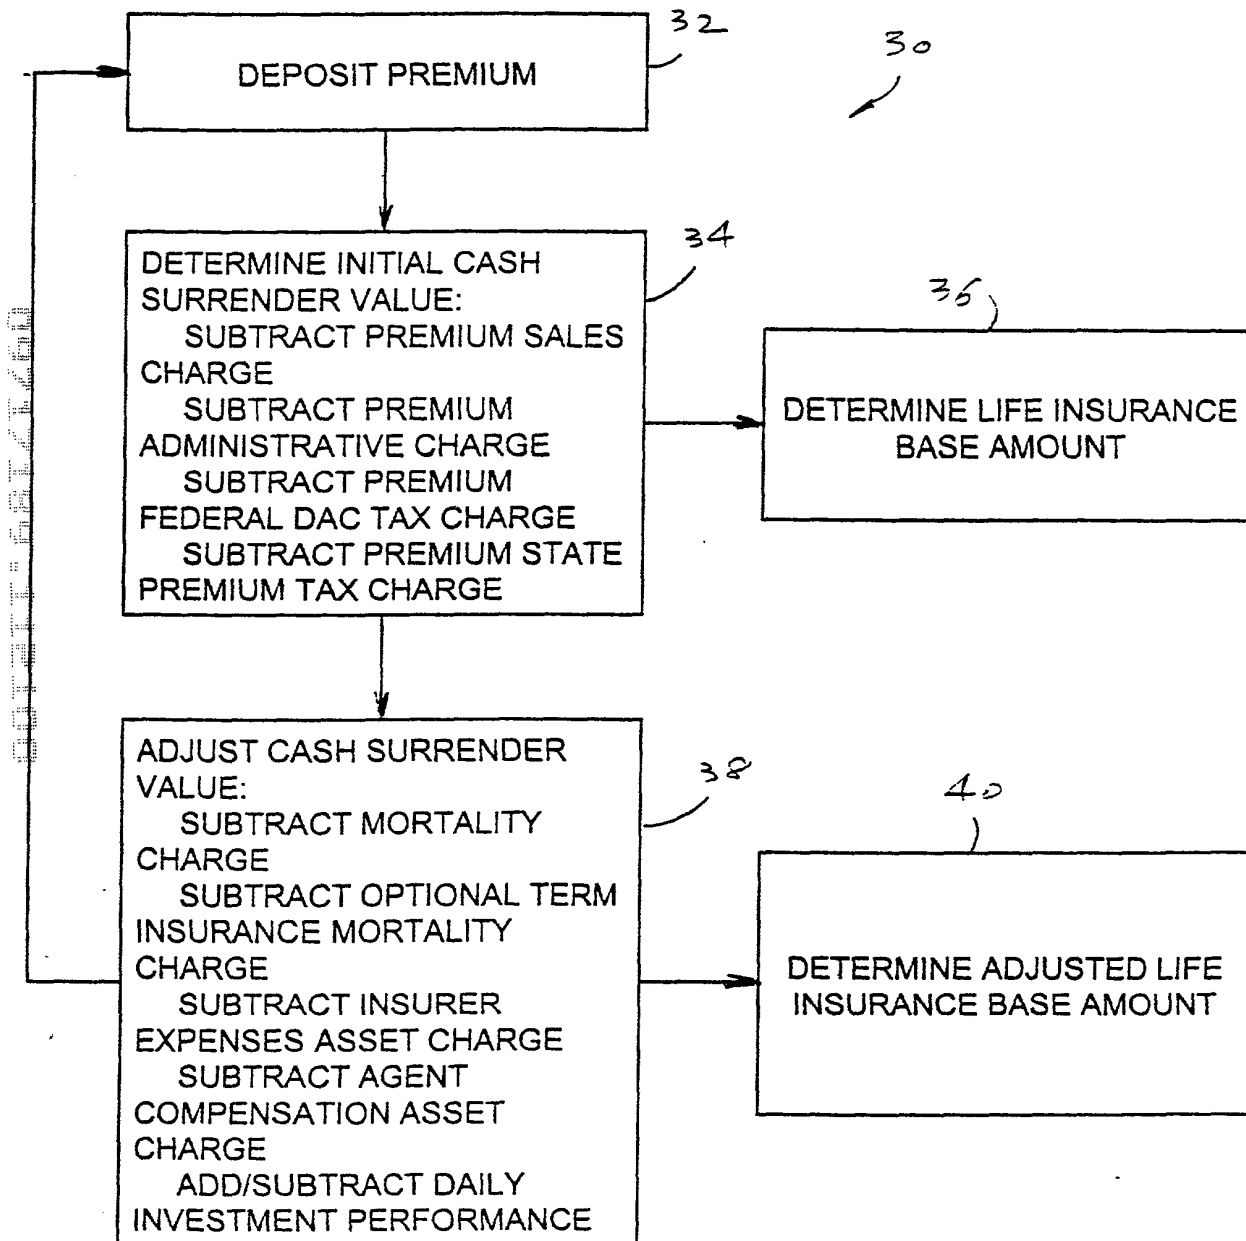 32
30
DEPOSIT PREMIUM
34
DETERMINE INITIAL CASH
SURRENDER VALUE:
SUBTRACT PREMIUM SALES
CHARGE
SUBTRACT PREMIUM
ADMINISTRATIVE CHARGE
SUBTRACT PREMIUM
FEDERAL DAC TAX CHARGE
SUBTRACT PREMIUM STATE
PREMIUM TAX CHARGE
36
DETERMINE LIFE INSURANCE
BASE AMOUNT
38
ADJUST CASH SURRENDER
VALUE:
SUBTRACT MORTALITY
CHARGE
SUBTRACT OPTIONAL TERM
INSURANCE MORTALITY
CHARGE
SUBTRACT INSURER
EXPENSES ASSET CHARGE
SUBTRACT AGENT
COMPENSATION ASSET
CHARGE
ADD/SUBTRACT DAILY
INVESTMENT PERFORMANCE
40
DETERMINE ADJUSTED LIFE
INSURANCE BASE AMOUNT